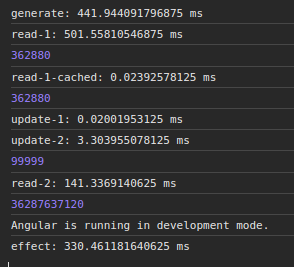 generate: 441.944091796875 ms
read-1: 501.55810546875 ms
362880
read-1-cached: 0.02392578125 ms
362880
update-1: 0.02001953125 ms
update-2: 3.303955078125 ms
99999
read-2: 141.3369140625 ms
36287637120
Angular is running in development mode.
effect: 330.461181640625 ms